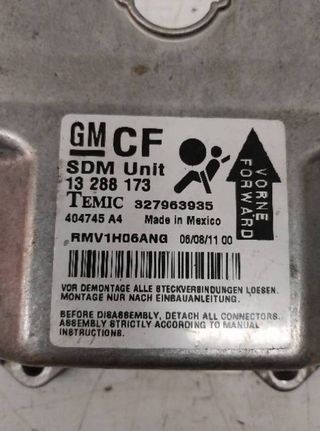 GM CF
SDM Unit
13 288 173
TEMIC 327963935
404745 A4 Made in Mexico
RMV1H06ANG 06/08/11 00
VORNE
FORWARD
VOR DEMONTAGE ALLE STECKVERBINDUNGEN LOESEN.
MONTAGE NUR NACH EINBAUANLEITUNG.
BEFORE DISASSEMBLY, DETACH ALL CONNECTORS.
ASSEMBLY STRICTLY ACCORDING TO MANUAL
INSTRUCTIONS.